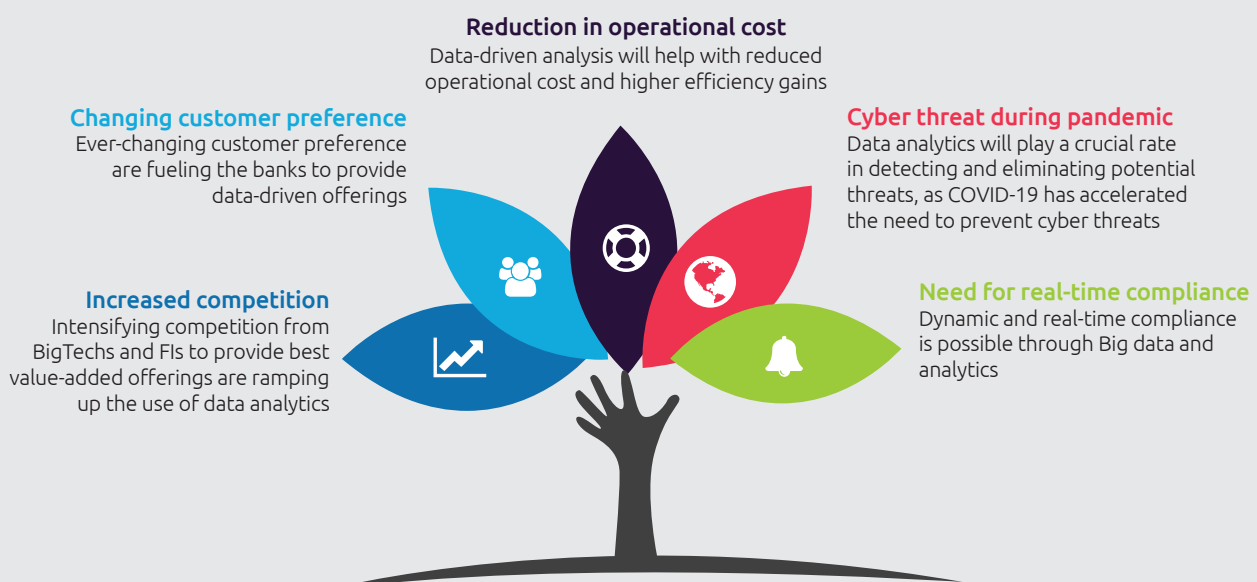 Reduction in operational cost
Data-driven analysis will help with reduced
operational cost and higher efficiency gains
Changing customer preference
Ever-changing customer preference
are fueling the banks to provide
data-driven offerings
Cyber threat during pandemic
Data analytics will play a crucial rate
in detecting and eliminating potential
threats, as COVID-19 has accelerated
the need to prevent cyber threats
Increased competition
Intensifying competition from
BigTechs and FIs to provide best
value-added offerings are ramping
up the use of data analytics
Need for real-time compliance
Dynamic and real-time compliance
is possible through Big data and
analytics